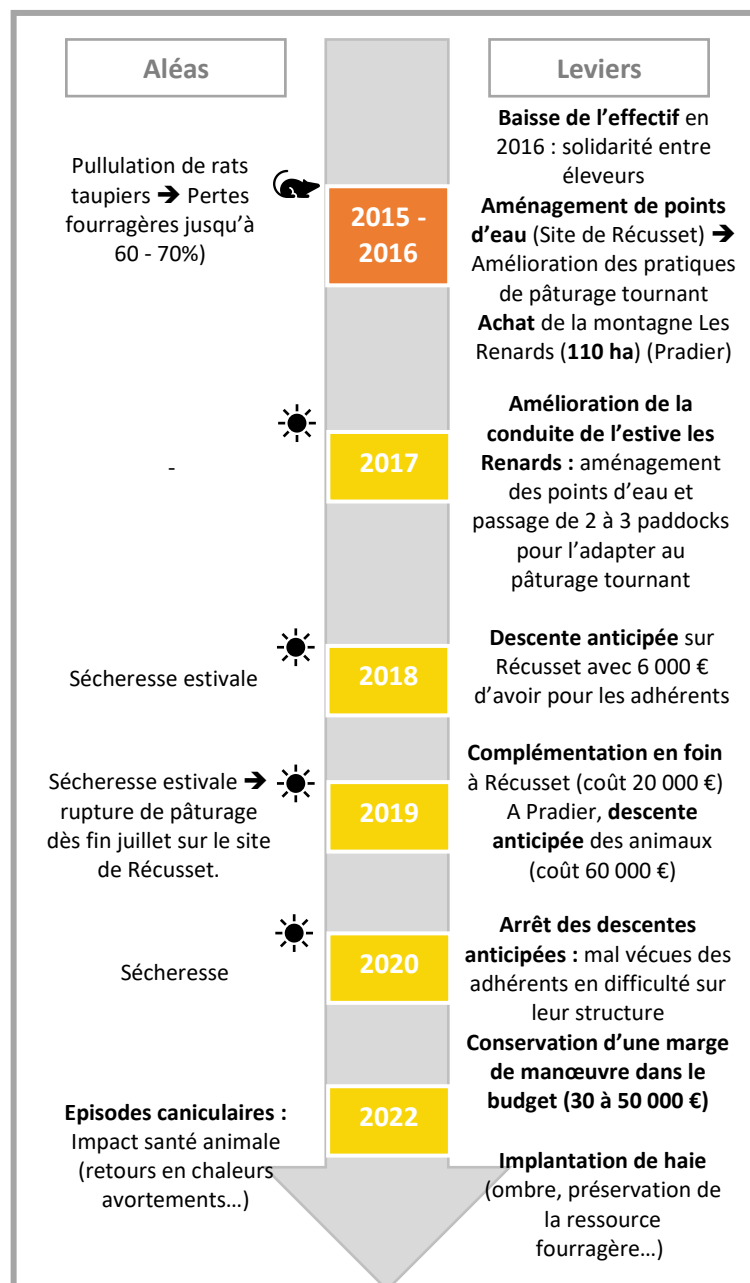 Aléas
Leviers
Pullulation de rats
taupiers ➔ Pertes
fourragères jusqu’à
60 - 70%)
2015 -
2016
Baisse de l’effectif en
2016 : solidarité entre
éleveurs
Aménagement de points
d’eau (Site de Récusset) ➔
Amélioration des pratiques
de pâturage tournant
Achat de la montagne Les
Renards (110 ha) (Pradier)
-
2017
Amélioration de la
conduite de l’estive les
Renards : aménagement
des points d’eau et
passage de 2 à 3 paddocks
pour l’adapter au
pâturage tournant
Sécheresse estivale
2018
Descente anticipée sur
Récusset avec 6 000 €
d’avoir pour les adhérents
Sécheresse estivale ➔
rupture de pâturage
dès fin juillet sur le site
de Récusset.
2019
Complémentation en foin
à Récusset (coût 20 000 €)
A Pradier, descente
anticipée des animaux
(coût 60 000 €)
Sécheresse
2020
Arrêt des descentes
anticipées : mal vécues des
adhérents en difficulté sur
leur structure
Conservation d’une marge
de manœuvre dans le
budget (30 à 50 000 €)
Episodes caniculaires :
Impact santé animale
(retours en chaleurs
avortements…)
2022
Implantation de haie
(ombre, préservation de
la ressource
fourragère…)